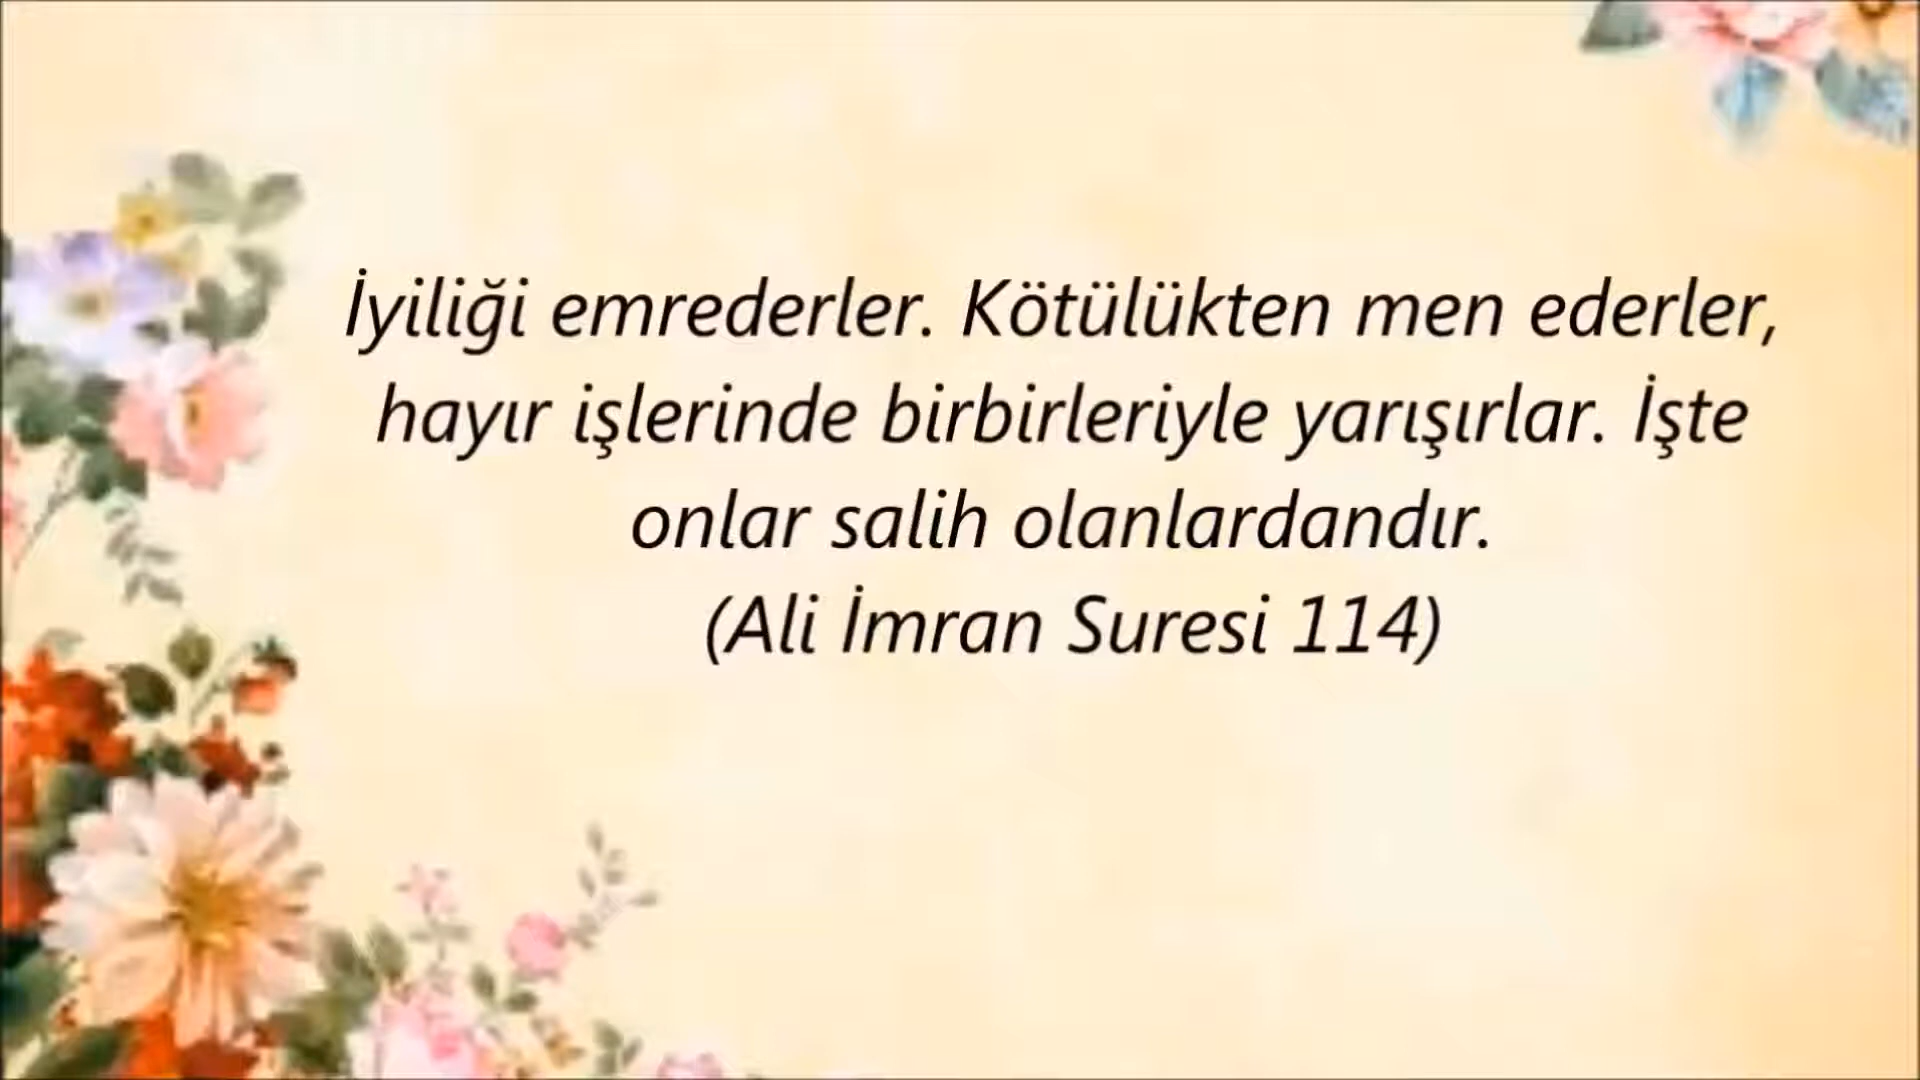 İyiliği emrederler. Kötülükten men ederler,
hayır işlerinde birbirleriyle yarışırlar. İşte
onlar salih olanlardandır.
(Ali İmran Suresi 114)